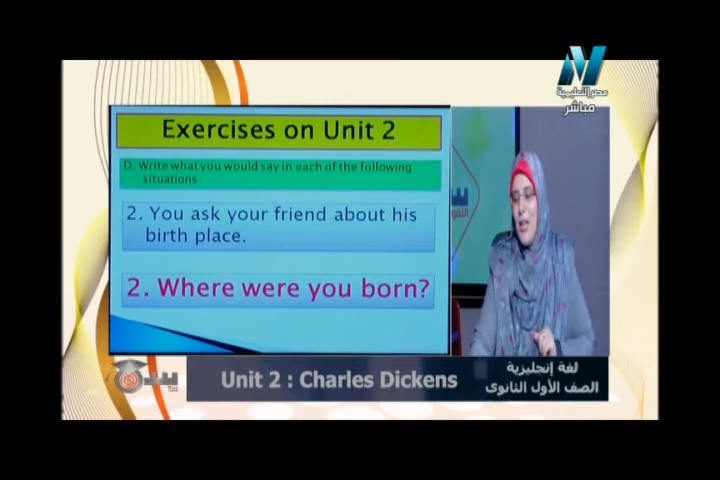 مصر التعليمية
مباشر
Exercises on Unit 2
D. Write what you would say in each of the following
situations :
2. You ask your friend about his
birth place.
2. Where were you born?
Unit 2 : Charles Dickens
لغة إنجليزية
الصف الأول الثانوى